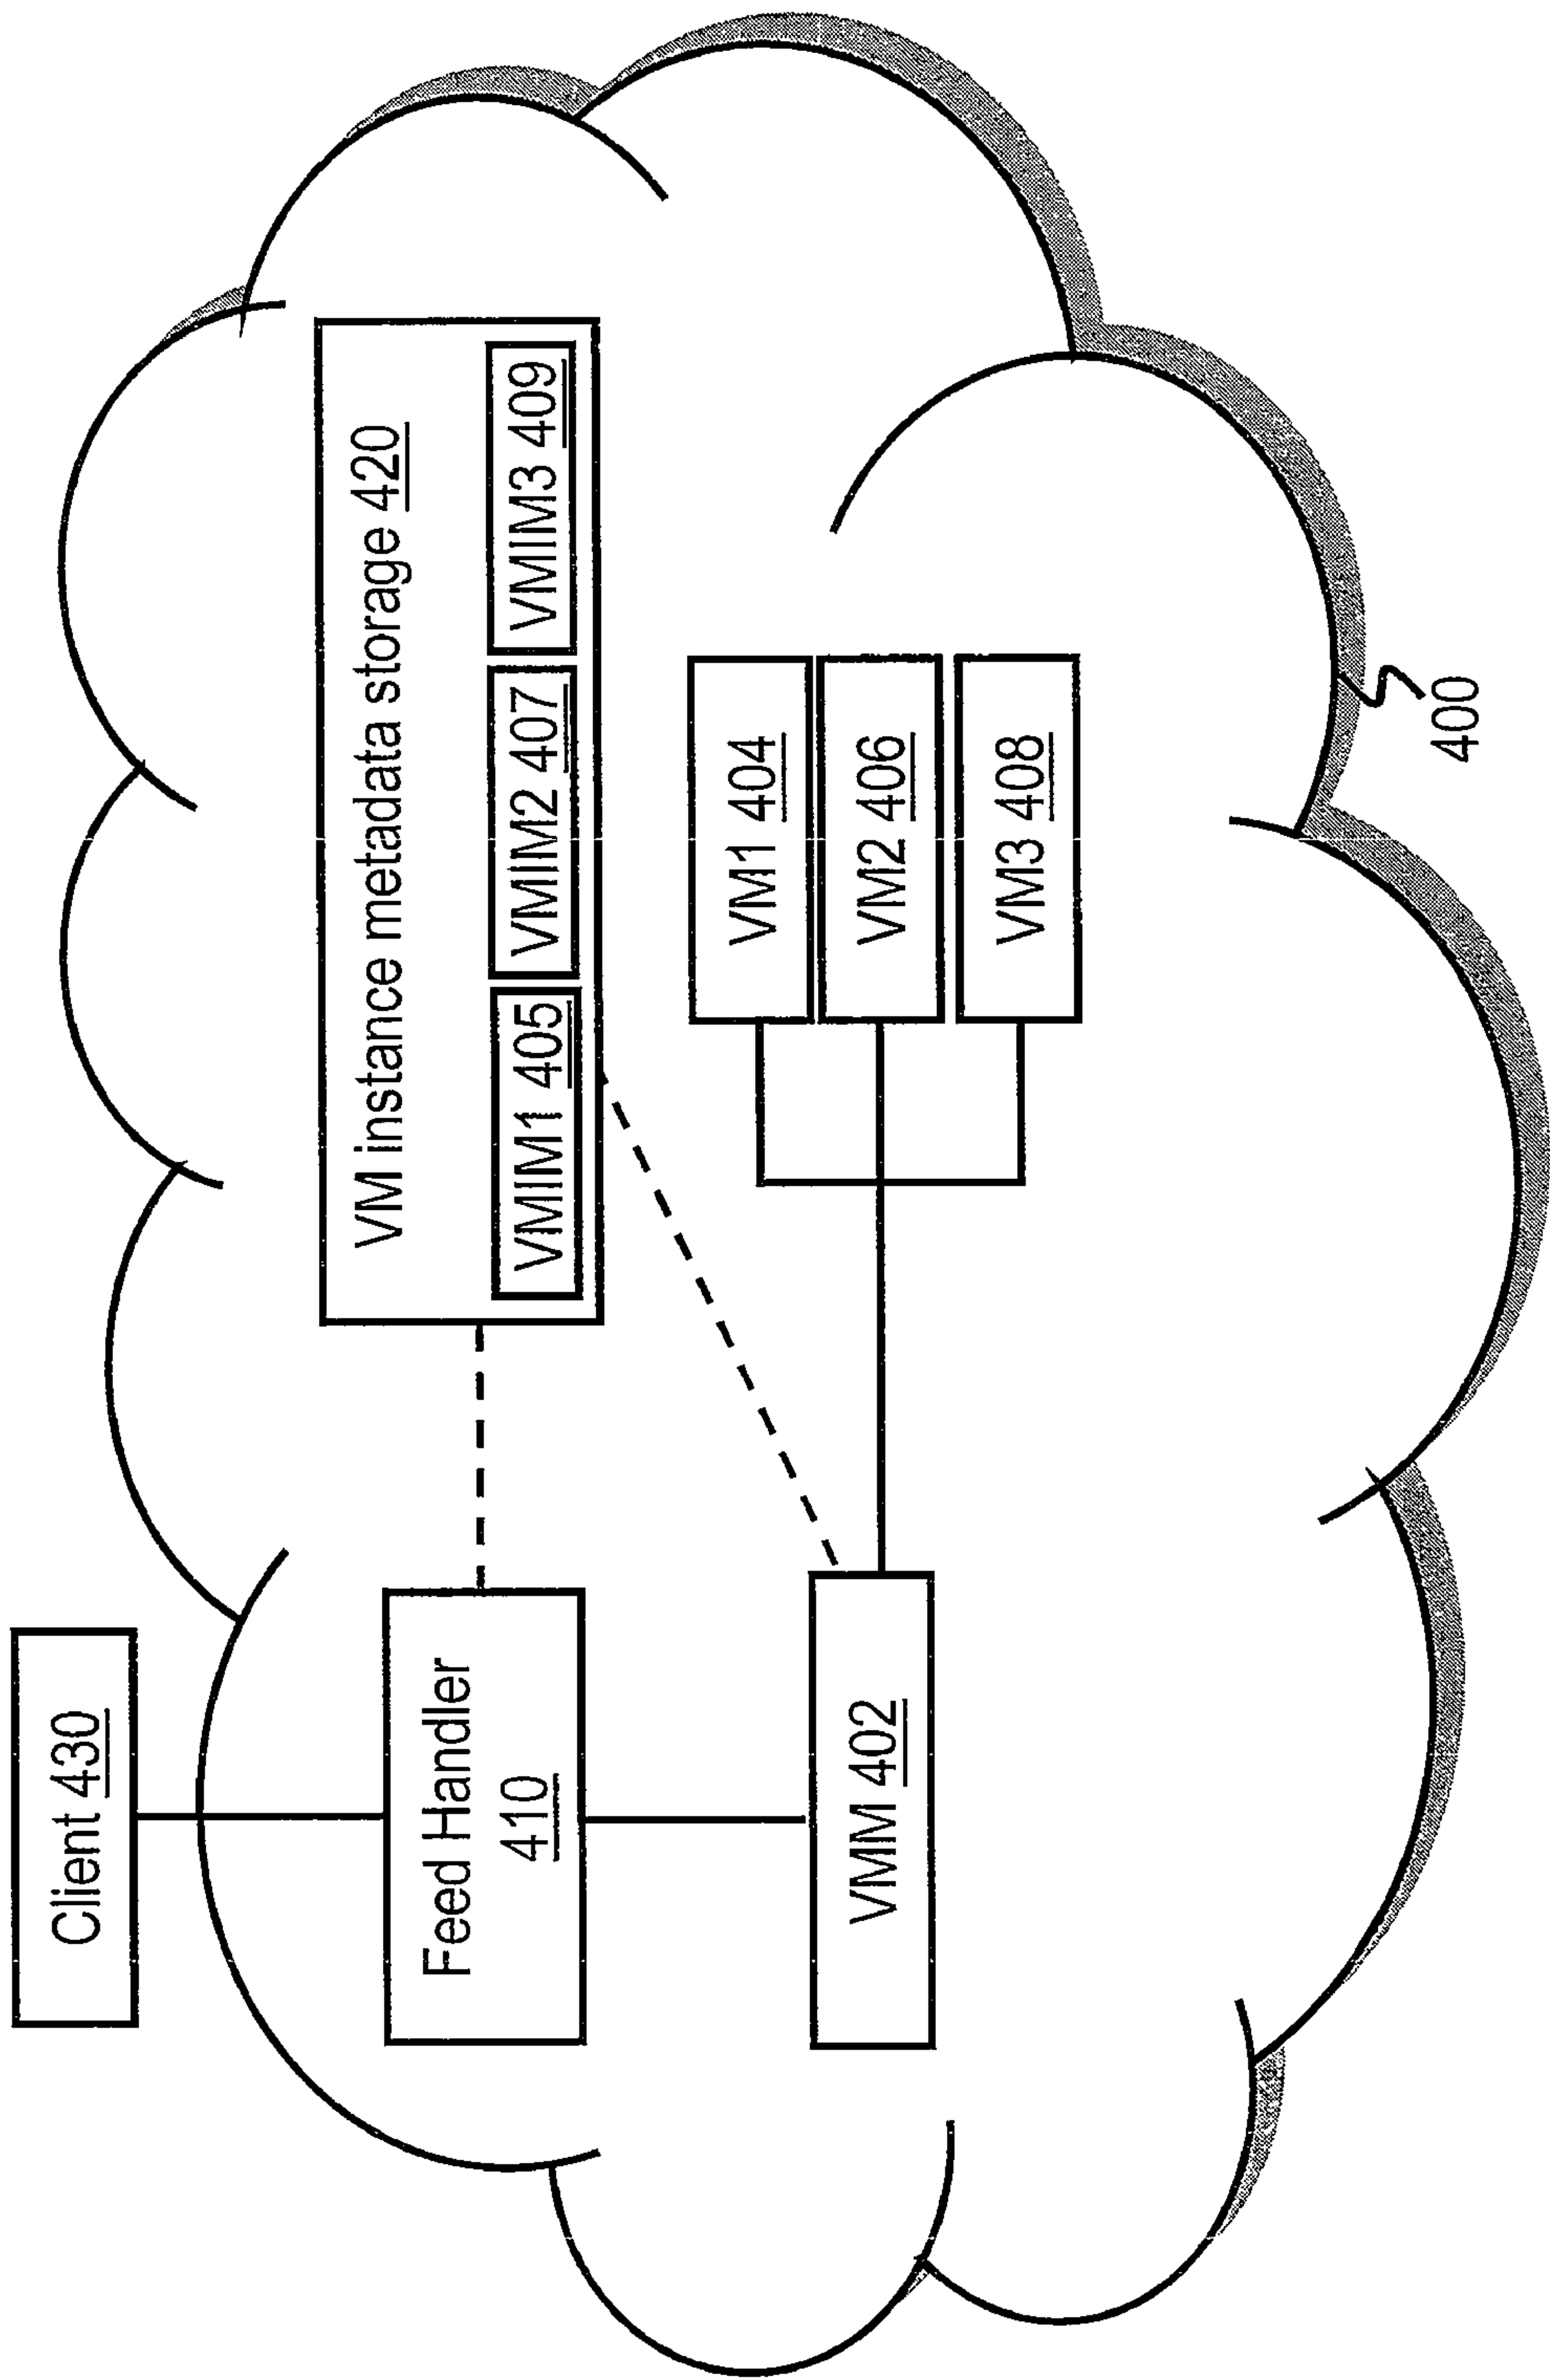 Client 430
Feed Handler
410
VM instance metadata storage 420
VMIM1 405
VMIM2 407
VMIM3 409
VMM 402
VM1 404
VM2 406
VM3 408
400